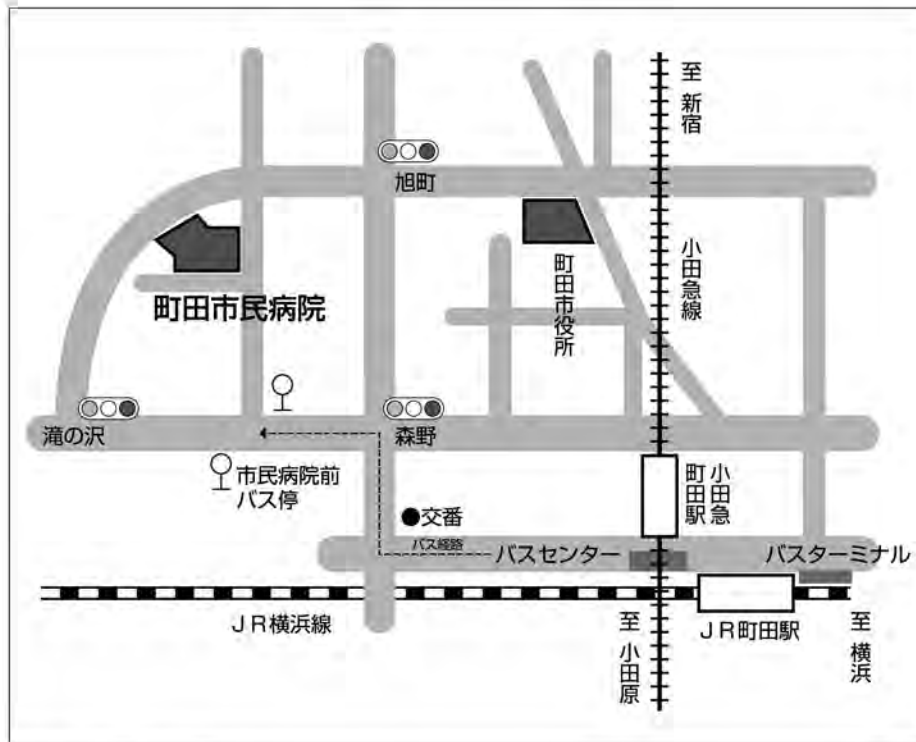 至 新宿
旭町
小田急線
町田市役所
町田市民病院
滝の沢
森野
市民病院前
バス停
小田急
町田駅
●交番
バス経路
バスセンター
バスターミナル
JR横浜線
至 小田原
JR町田駅
至 横浜